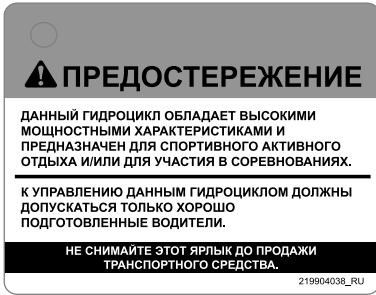 ПРЕДОСТЕРЕЖЕНИЕ
ДАННЫЙ ГИДРОЦИКЛ ОБЛАДАЕТ ВЫСОКИМИ
МОЩНОСТНЫМИ ХАРАКТЕРИСТИКАМИ И
ПРЕДНАЗНАЧЕН ДЛЯ СПОРТИВНОГО АКТИВНОГО
ОТДЫХА И/ИЛИ ДЛЯ УЧАСТИЯ В СОРЕВНОВАНИЯХ.
К УПРАВЛЕНИЮ ДАННЫМ ГИДРОЦИКЛОМ ДОЛЖНЫ
ДОПУСКАТЬСЯ ТОЛЬКО ХОРОШО
ПОДГОТОВЛЕННЫЕ ВОДИТЕЛИ.
НЕ СНИМАЙТЕ ЭТОТ ЯРЛЫК ДО ПРОДАЖИ
ТРАНСПОРТНОГО СРЕДСТВА.
219904038_RU